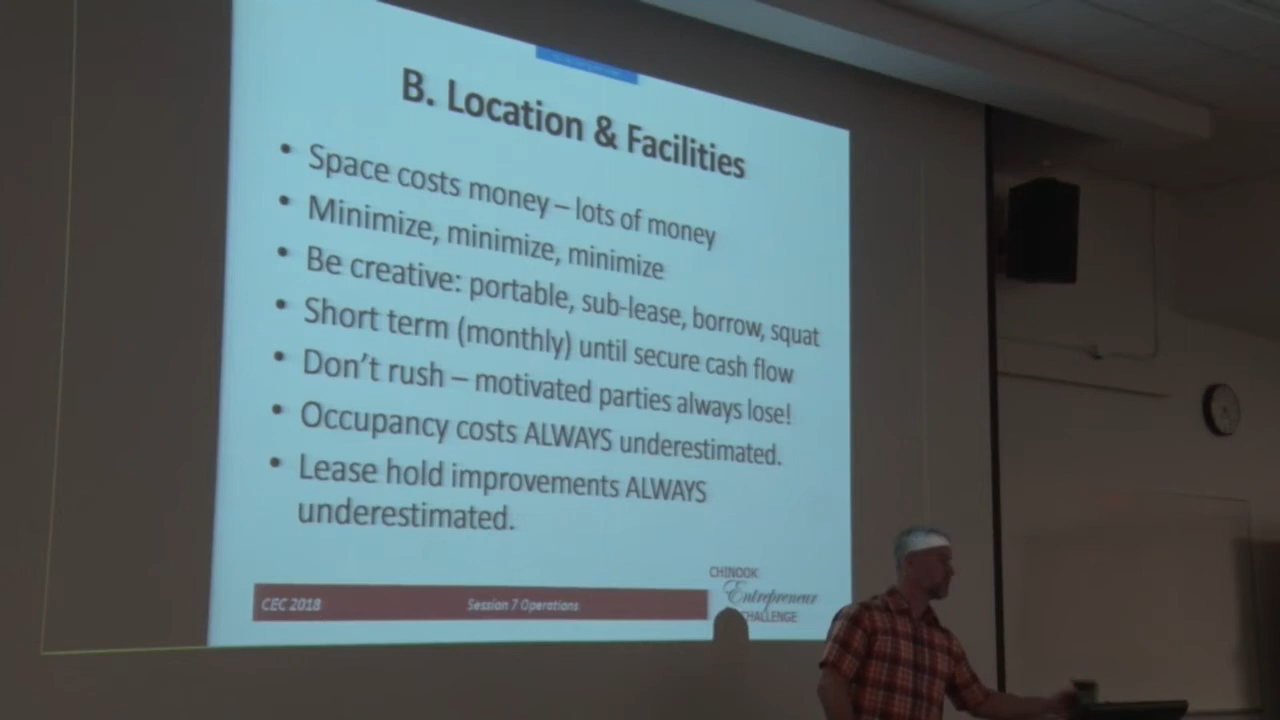 B. Location & Facilities
• Space costs money – lots of money
• Minimize, minimize, minimize
• Be creative: portable, sub-lease, borrow, squat
• Short term (monthly) until secure cash flow
• Don't rush – motivated parties always lose!
• Occupancy costs ALWAYS underestimated.
• Lease hold improvements ALWAYS
underestimated.
CEC 2018
Session 7 Operations
CHINOOK
Entrepreneur
CHALLENGE